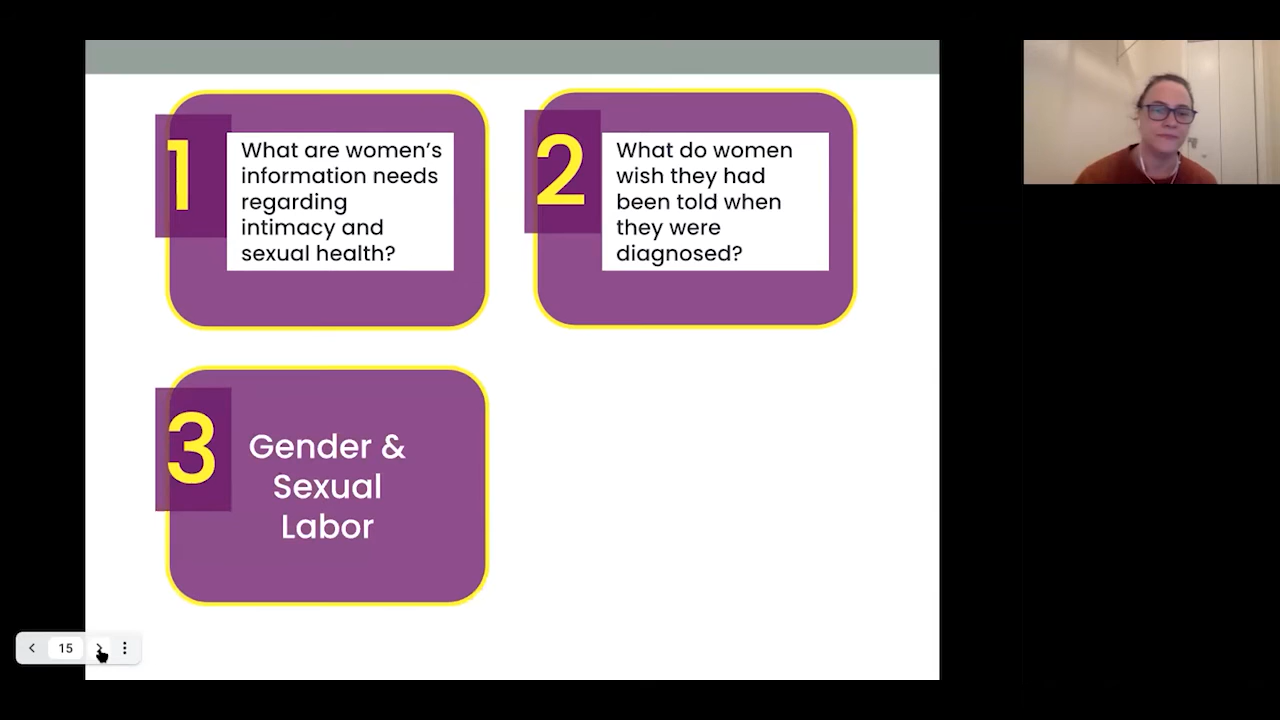 1
What are women's
information needs
regarding
intimacy and
sexual health?
2
What do women
wish they had
been told when
they were
diagnosed?
3
Gender &
Sexual
Labor
15